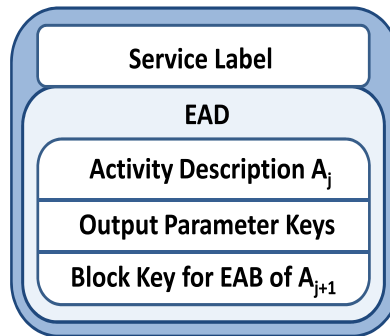 Service Label
EAD
Activity Description Aj
Output Parameter Keys
Block Key for EAB of Aj+1